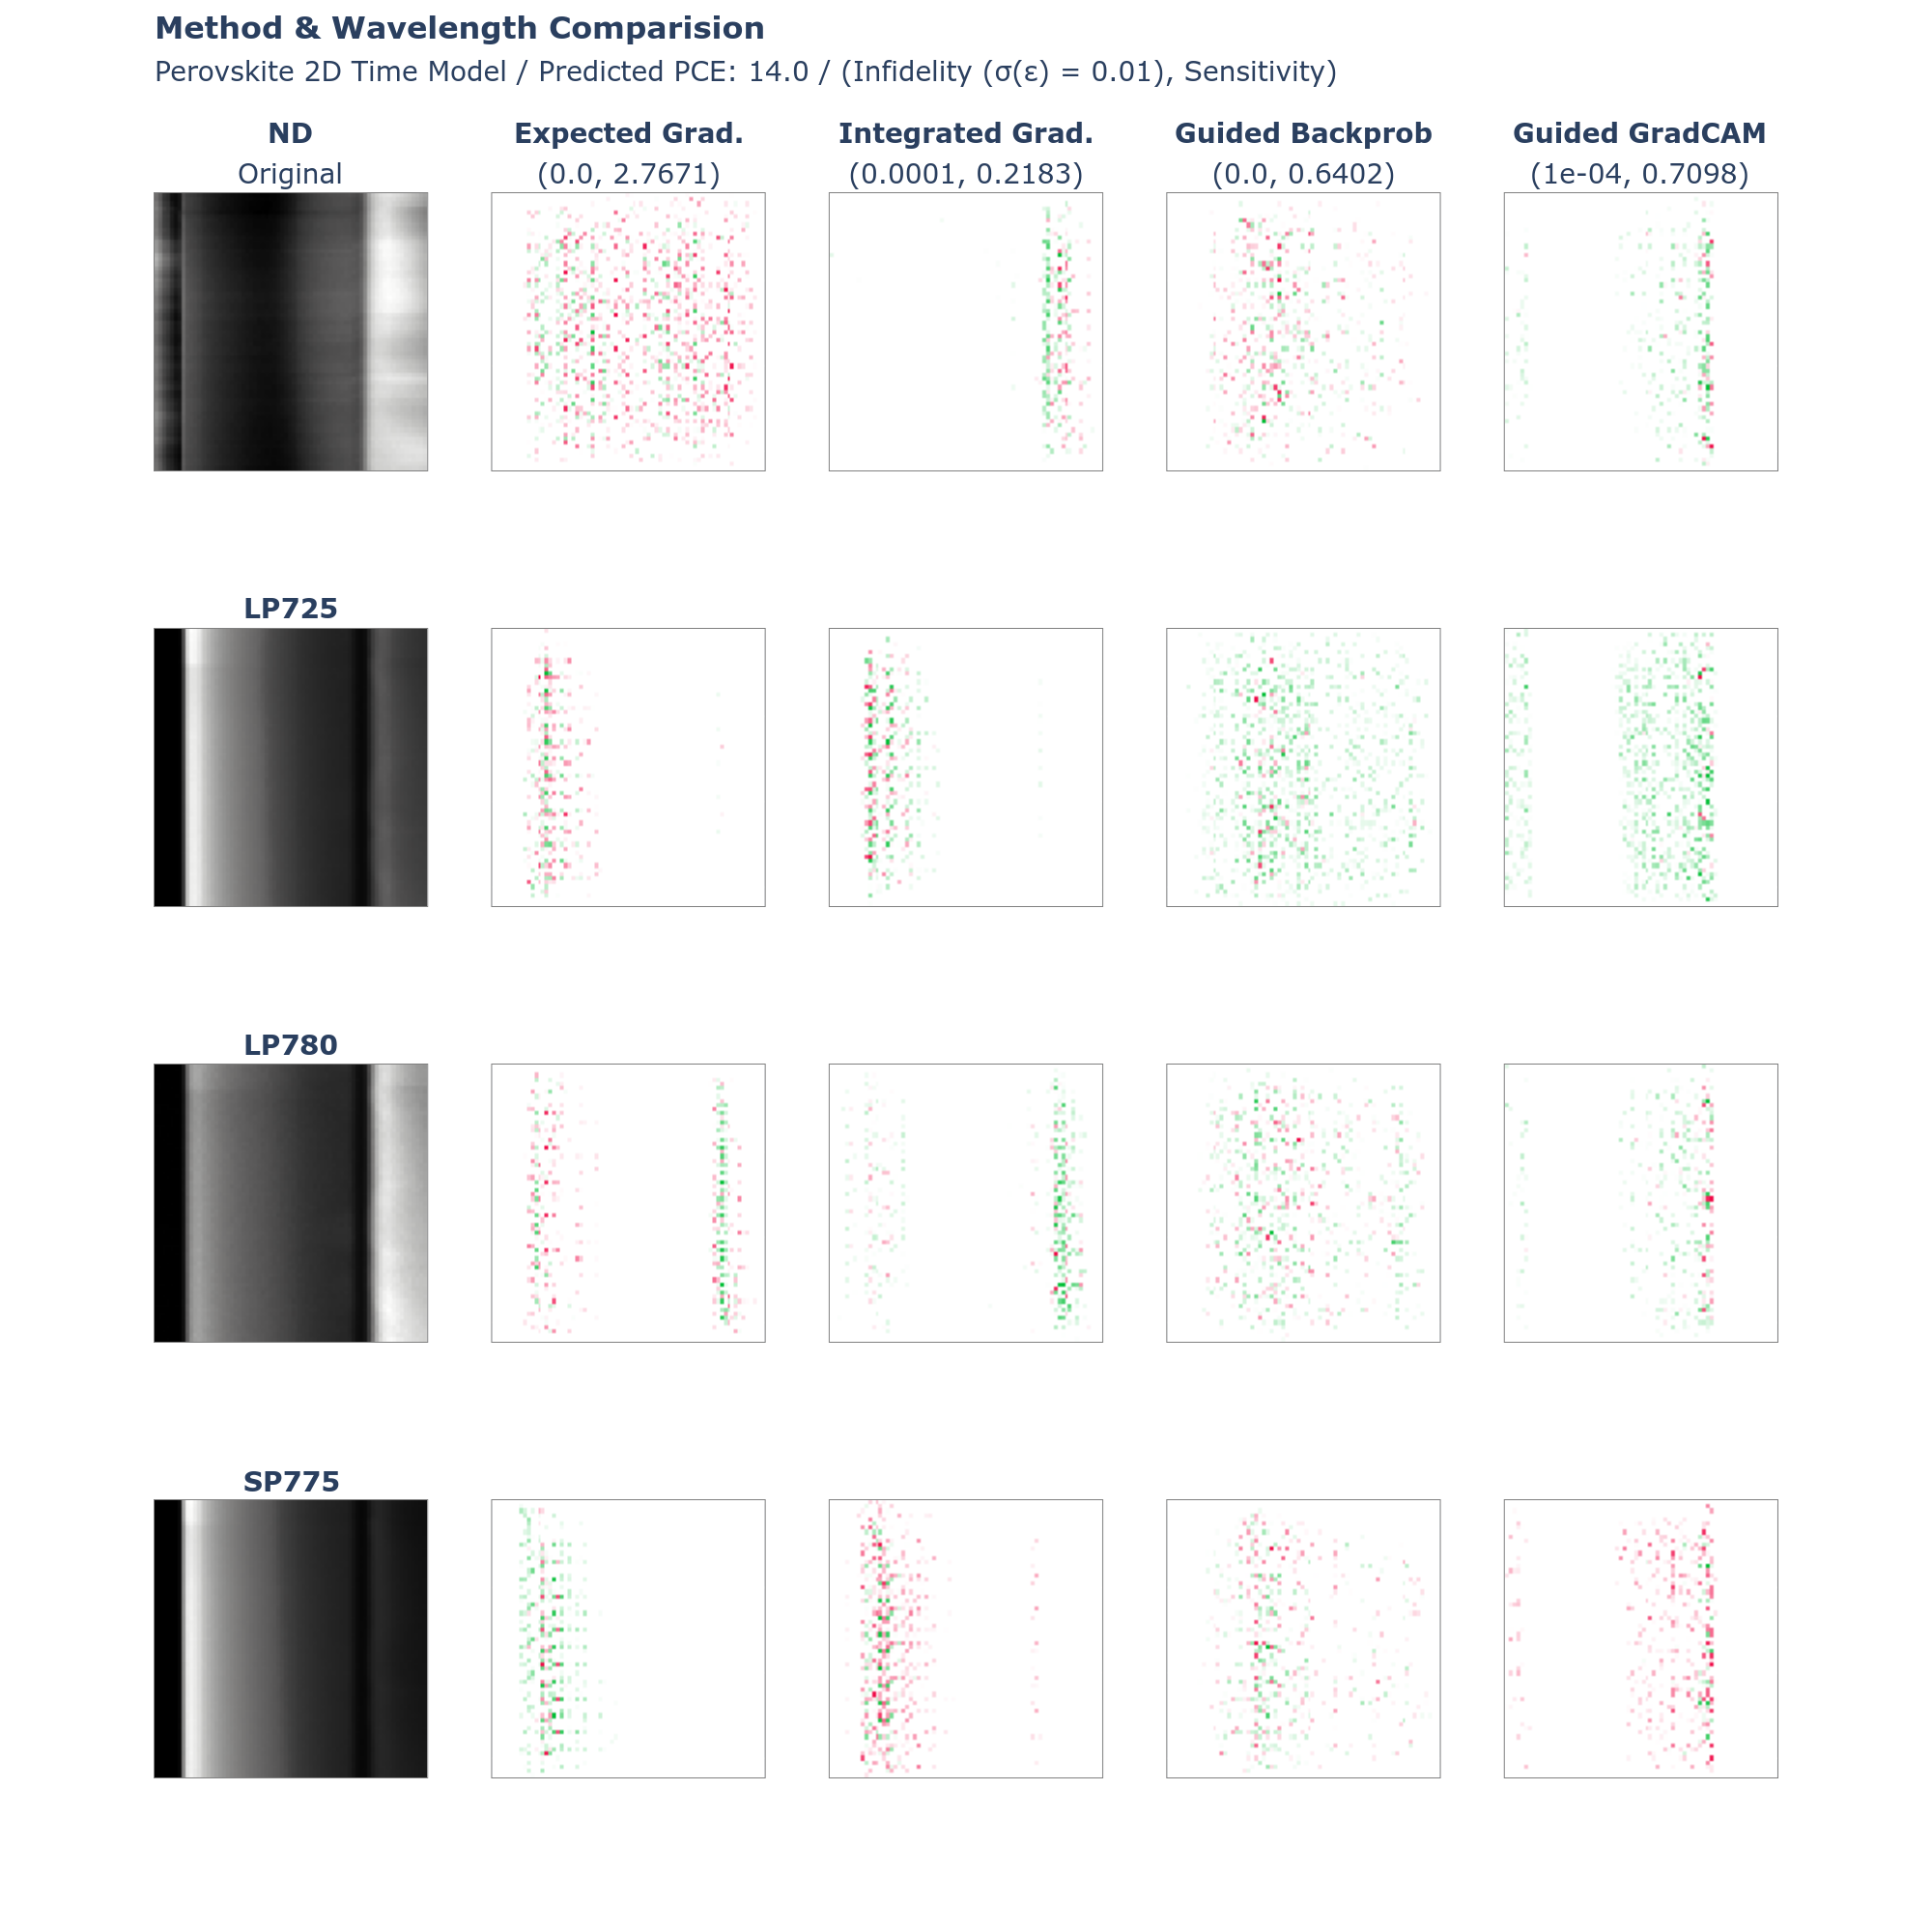 Method & Wavelength Comparision
Perovskite 2D Time Model / Predicted PCE: 14.0 / (Infidelity (σ(ε) = 0.01), Sensitivity)
ND
Expected Grad.
Integrated Grad.
Guided Backprob
Guided GradCAM
Original
(0.0, 2.7671)
(0.0001, 0.2183)
(0.0, 0.6402)
(1e-04, 0.7098)
LP725
LP780
SP775